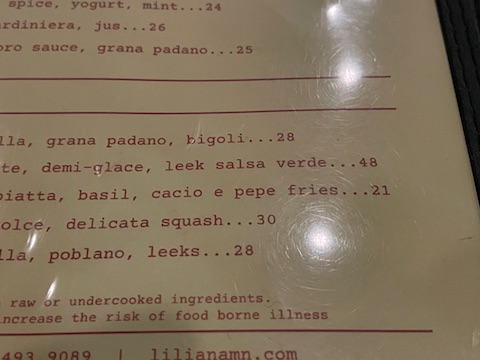 spice, yogurt, mint...24
ardiniera, jus...26
oro sauce, grana padano...25
lla, grana padano, bigoli...28
te, demi-glace, leek salsa verde...48
piatta, basil, cacio e pepe fries...21
olce, delicata squash...30
lla, poblano, leeks...28
raw or undercooked ingredients.
increase the risk of food borne illness
493 9089 | lilianamn.com